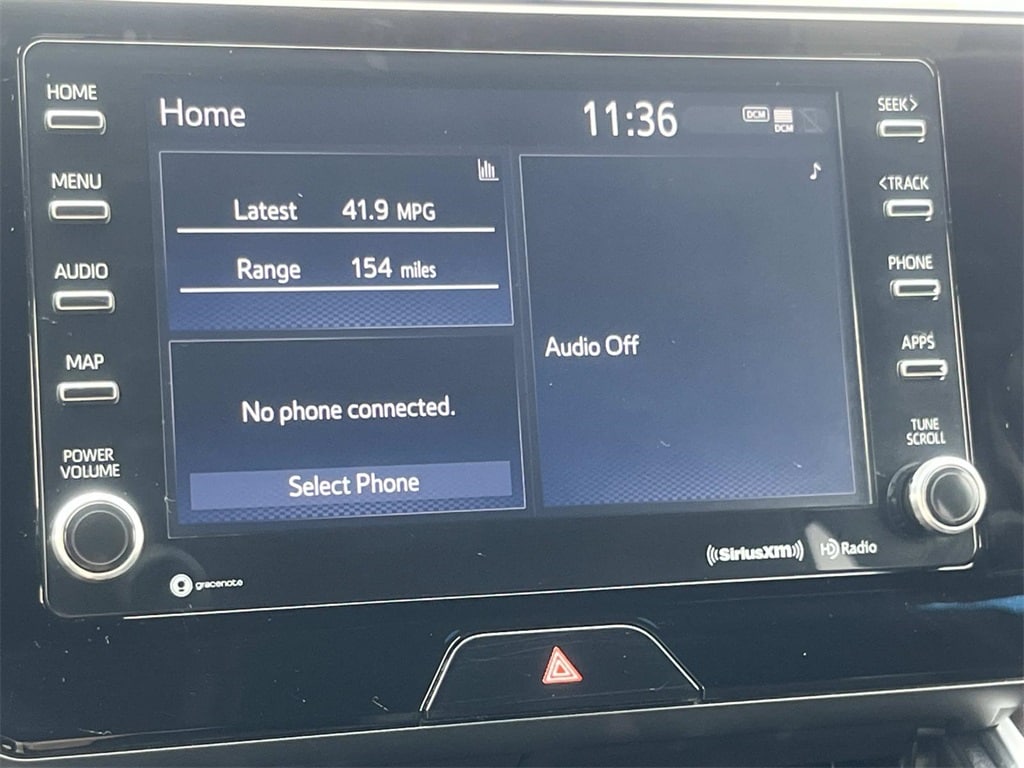 HOME
MENU
AUDIO
MAP
POWER
VOLUME
Home
11:36
DCM
DCM
Latest 41.9 MPG
Range 154 miles
No phone connected.
Select Phone
Audio Off
SEEK>
<TRACK
PHONE
APPS
TUNE
SCROLL
gracenote
SiriusXM
HD Radio